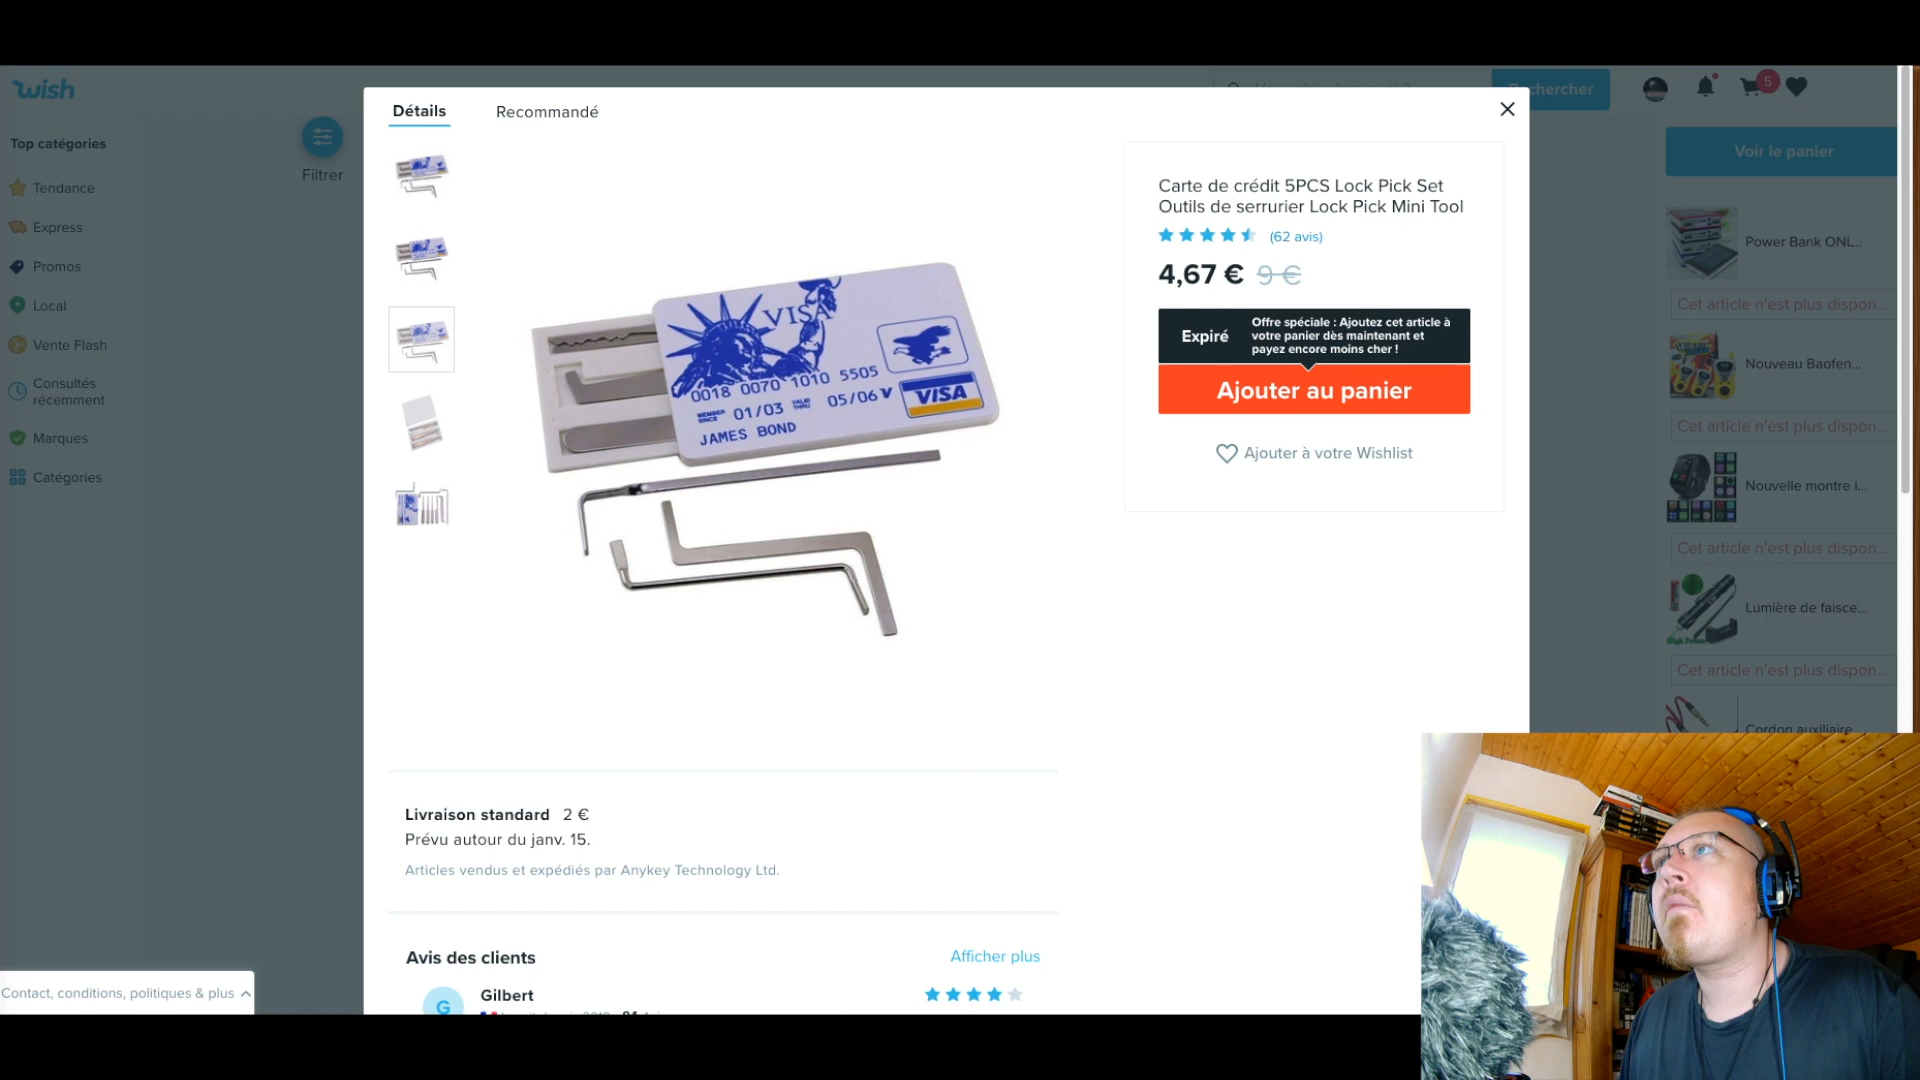 wish
Rechercher
5
Détails
Recommandé
Top catégories
Tendance
Express
Promos
Local
Vente Flash
Consultés
récemment
Marques
Catégories
Filtrer
VISA
0018 0070 1010 5505
MEMBER
SINCE
01/03
VALID
THRU
05/06 V
VISA
JAMES BOND
Carte de crédit 5PCS Lock Pick Set
Outils de serrurier Lock Pick Mini Tool
(62 avis)
4,67 € 9 €
Expiré
Offre spéciale : Ajoutez cet article à
votre panier dès maintenant et
payez encore moins cher !
Ajouter au panier
Ajouter à votre Wishlist
Voir le panier
Power Bank ONL...
Cet article n'est plus dispon...
Nouveau Baofen...
Cet article n'est plus dispon...
Nouvelle montre i...
Cet article n'est plus dispon...
Lumière de faisce...
Cet article n'est plus dispon...
Cordon auxiliaire
Livraison standard 2 €
Prévu autour du janv. 15.
Articles vendus et expédiés par Anykey Technology Ltd.
Avis des clients
Afficher plus
G
Gilbert
Contact, conditions, politiques & plus